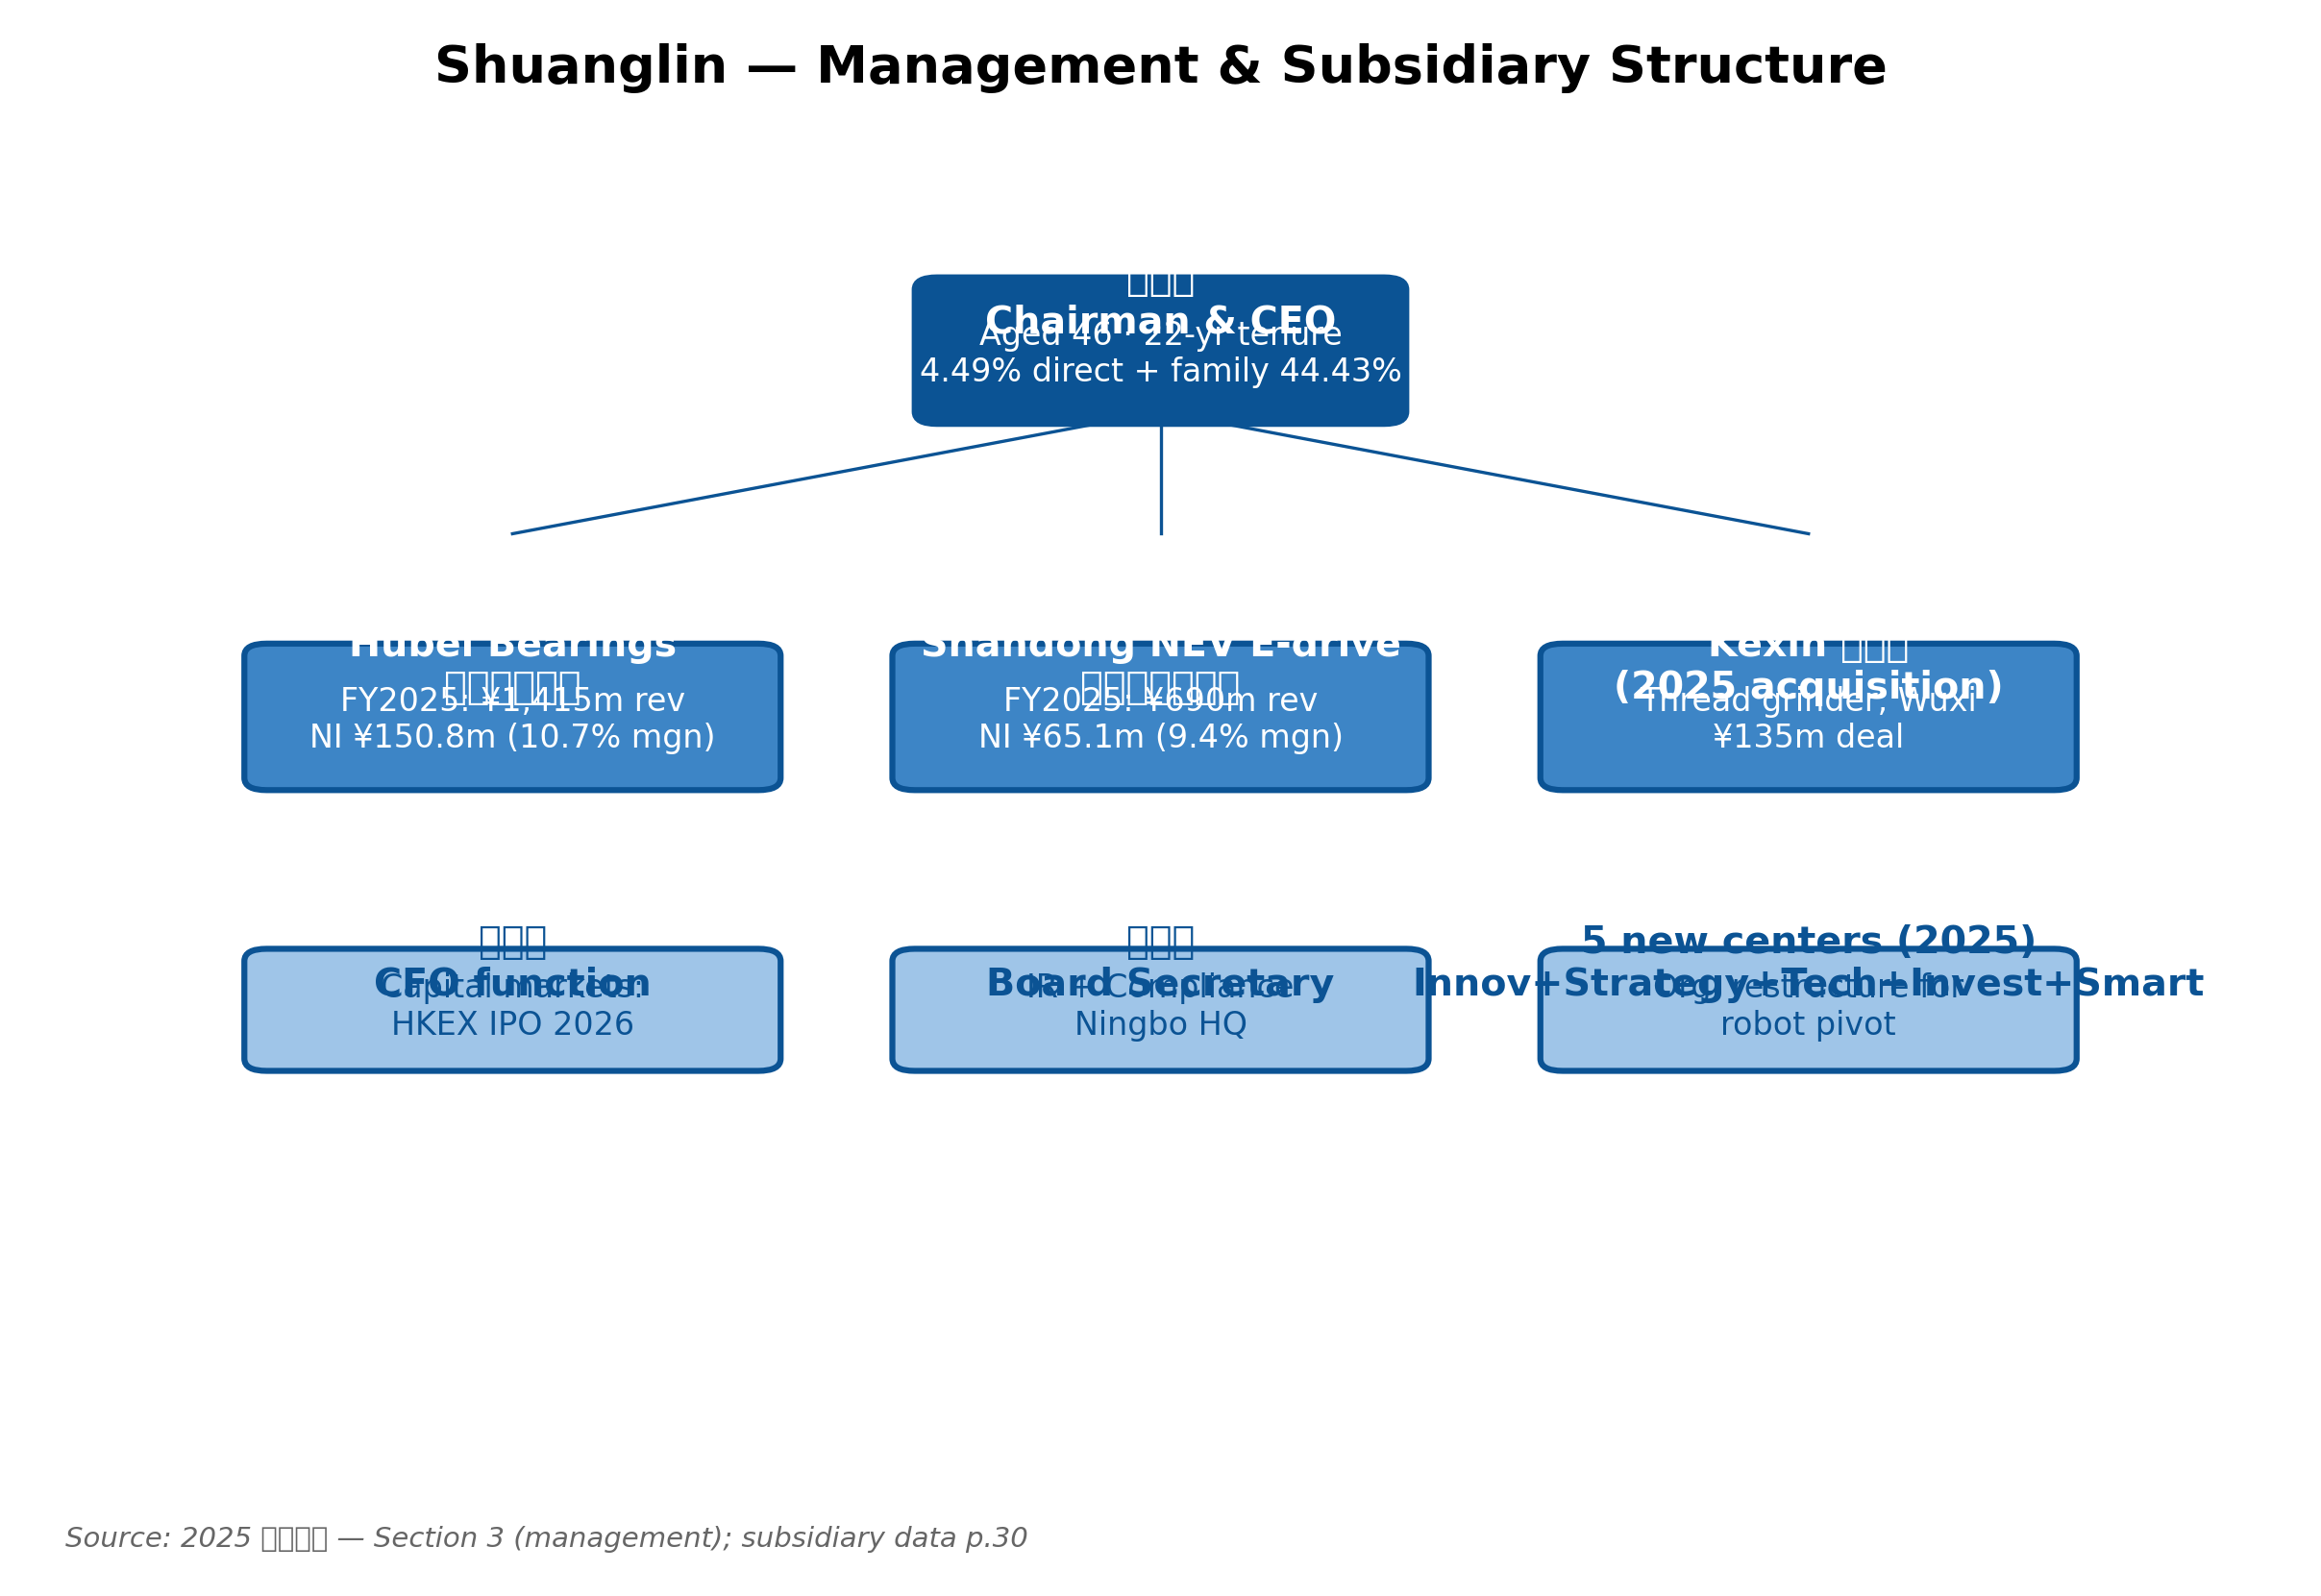 Shuanglin — Management & Subsidiary Structure
Chairman & CEO
Aged 46 · 22-yr tenure
4.49% direct + family 44.43%
Hubei Bearings
FY2025: ¥1,415m rev
NI ¥150.8m (10.7% mgn)
Shandong NEV E-drive
FY2025: ¥690m rev
NI ¥65.1m (9.4% mgn)
Kexin
(2025 acquisition)
Thread grinder, Wuxi
¥135m deal
CFO function
Capital markets:
HKEX IPO 2026
Board Secretary
IR + Compliance
Ningbo HQ
5 new centers (2025)
Innov+Strategy+Tech+Invest+Smart
Org restructure for
robot pivot
Source: 2025 — Section 3 (management); subsidiary data p.30